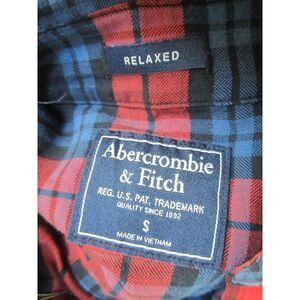 RELAXED
Abercrombie
& Fitch
REG. U.S. PAT. TRADEMARK
QUALITY SINCE 1892
S
MADE IN VIETNAM